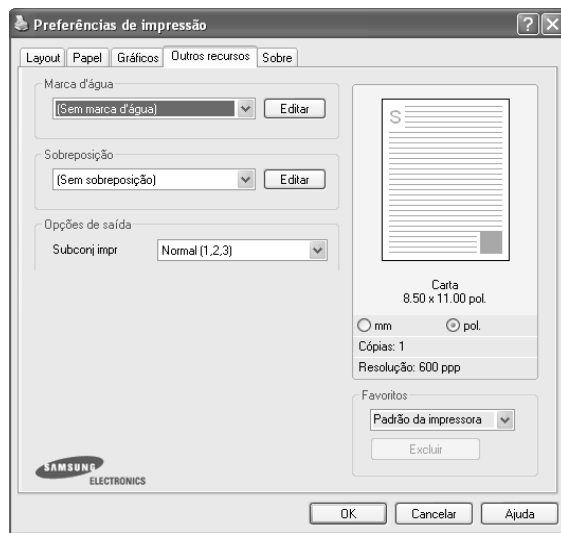 Preferências de impressão
Layout Papel Gráficos Outros recursos Sobre
Marca d'água
(Sem marca d'água)
Editar
Sobreposição
(Sem sobreposição)
Editar
Opções de saída
Subconj impr
Normal (1,2,3)
SAMSUNG
ELECTRONICS
S
Carta
8.50 x 11.00 pol.
mm pol.
Cópias: 1
Resolução: 600 ppp
Favoritos
Padrão da impressora
Excluir
OK Cancelar Ajuda